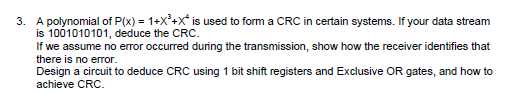 3. A polynomial of P(x) = 1+X³+X⁴ is used to form a CRC in certain systems. If your data stream
is 1001010101, deduce the CRC.
If we assume no error occurred during the transmission, show how the receiver identifies that
there is no error.
Design a circuit to deduce CRC using 1 bit shift registers and Exclusive OR gates, and how to
achieve CRC.